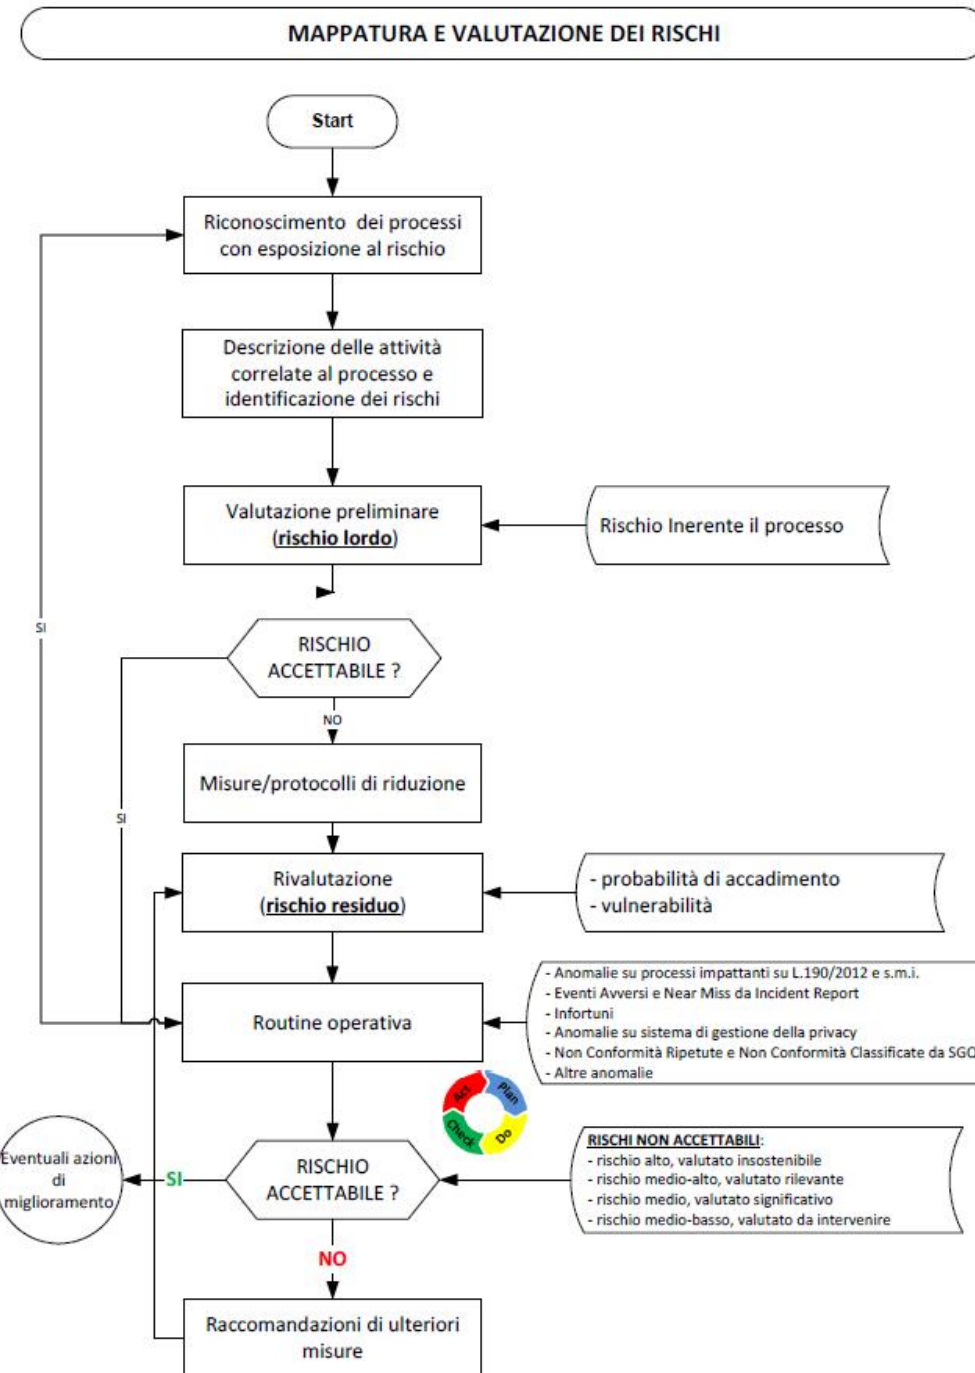 MAPPATURA E VALUTAZIONE DEI RISCHI
Start
Riconoscimento dei processi
con esposizione al rischio
Descrizione delle attività
correlate al processo e
identificazione dei rischi
Valutazione preliminare
(rischio lordo)
Rischio Inerente il processo
SI
RISCHIO
ACCETTABILE ?
NO
Misure/protocolli di riduzione
SI
Rivalutazione
(rischio residuo)
- probabilità di accadimento
- vulnerabilità
Routine operativa
- Anomalie su processi impattanti su L.190/2012 e s.m.i.
- Eventi Avversi e Near Miss da Incident Report
- Infortuni
- Anomalie su sistema di gestione della privacy
- Non Conformità Ripetute e Non Conformità Classificate da SGQ
- Altre anomalie
Act
Plan
Check
Do
Eventuali azioni
di
miglioramento
SI
RISCHIO
ACCETTABILE ?
RISCHI NON ACCETTABILI:
- rischio alto, valutato insostenibile
- rischio medio-alto, valutato rilevante
- rischio medio, valutato significativo
- rischio medio-basso, valutato da intervenire
NO
Raccomandazioni di ulteriori
misure